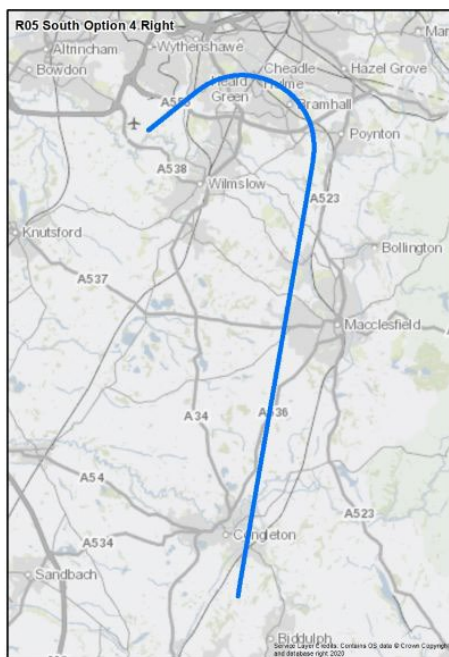 R05 South Option 4 Right
Altrincham
Wythenshawe
Bowdon
Cheadle
Hulme
Hazel Grove
Heald
Green
Bramhall
Poynton
A538
Wilmslow
A523
Knutsford
Bollington
A537
Macclesfield
A34
A536
A54
A523
A534
Congleton
Sandbach
Biddulph
Service Layer Credits: Contains OS data © Crown Copyright
and database right 2020